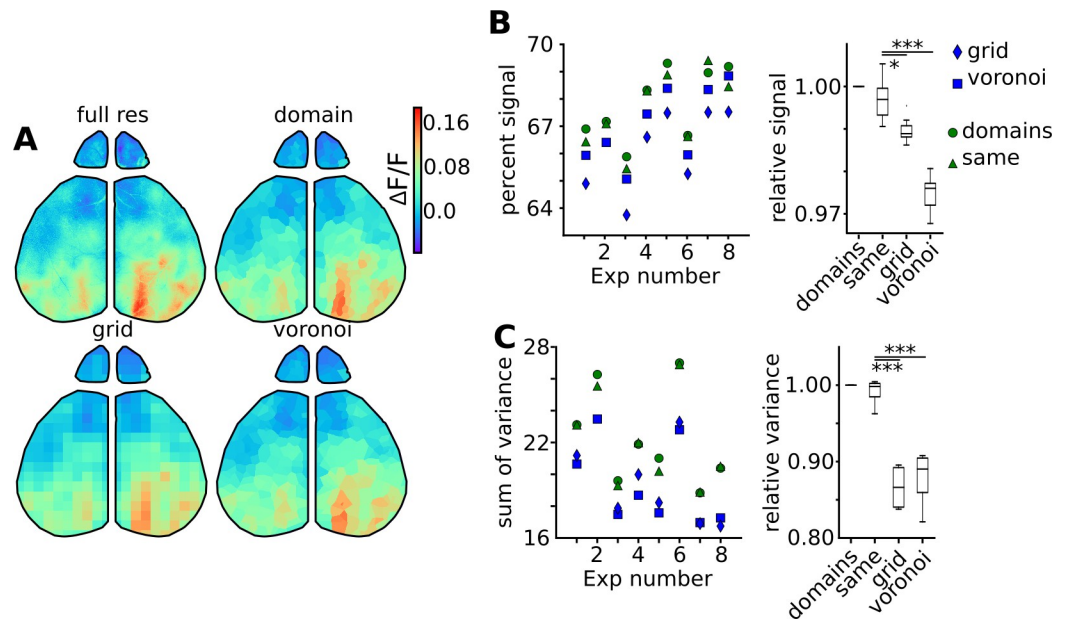 A
full res
domain
0.16
0.08
0.0
ΔF/F
grid
voronoi
B
70
67
64
percent signal
2
4
6
8
Exp number
1.00
0.97
relative signal
***
*
domains
same
grid
voronoi
grid
voronoi
domains
same
C
28
22
16
sum of variance
2
4
6
8
Exp number
1.00
0.90
0.80
relative variance
***
***
domains
same
grid
voronoi